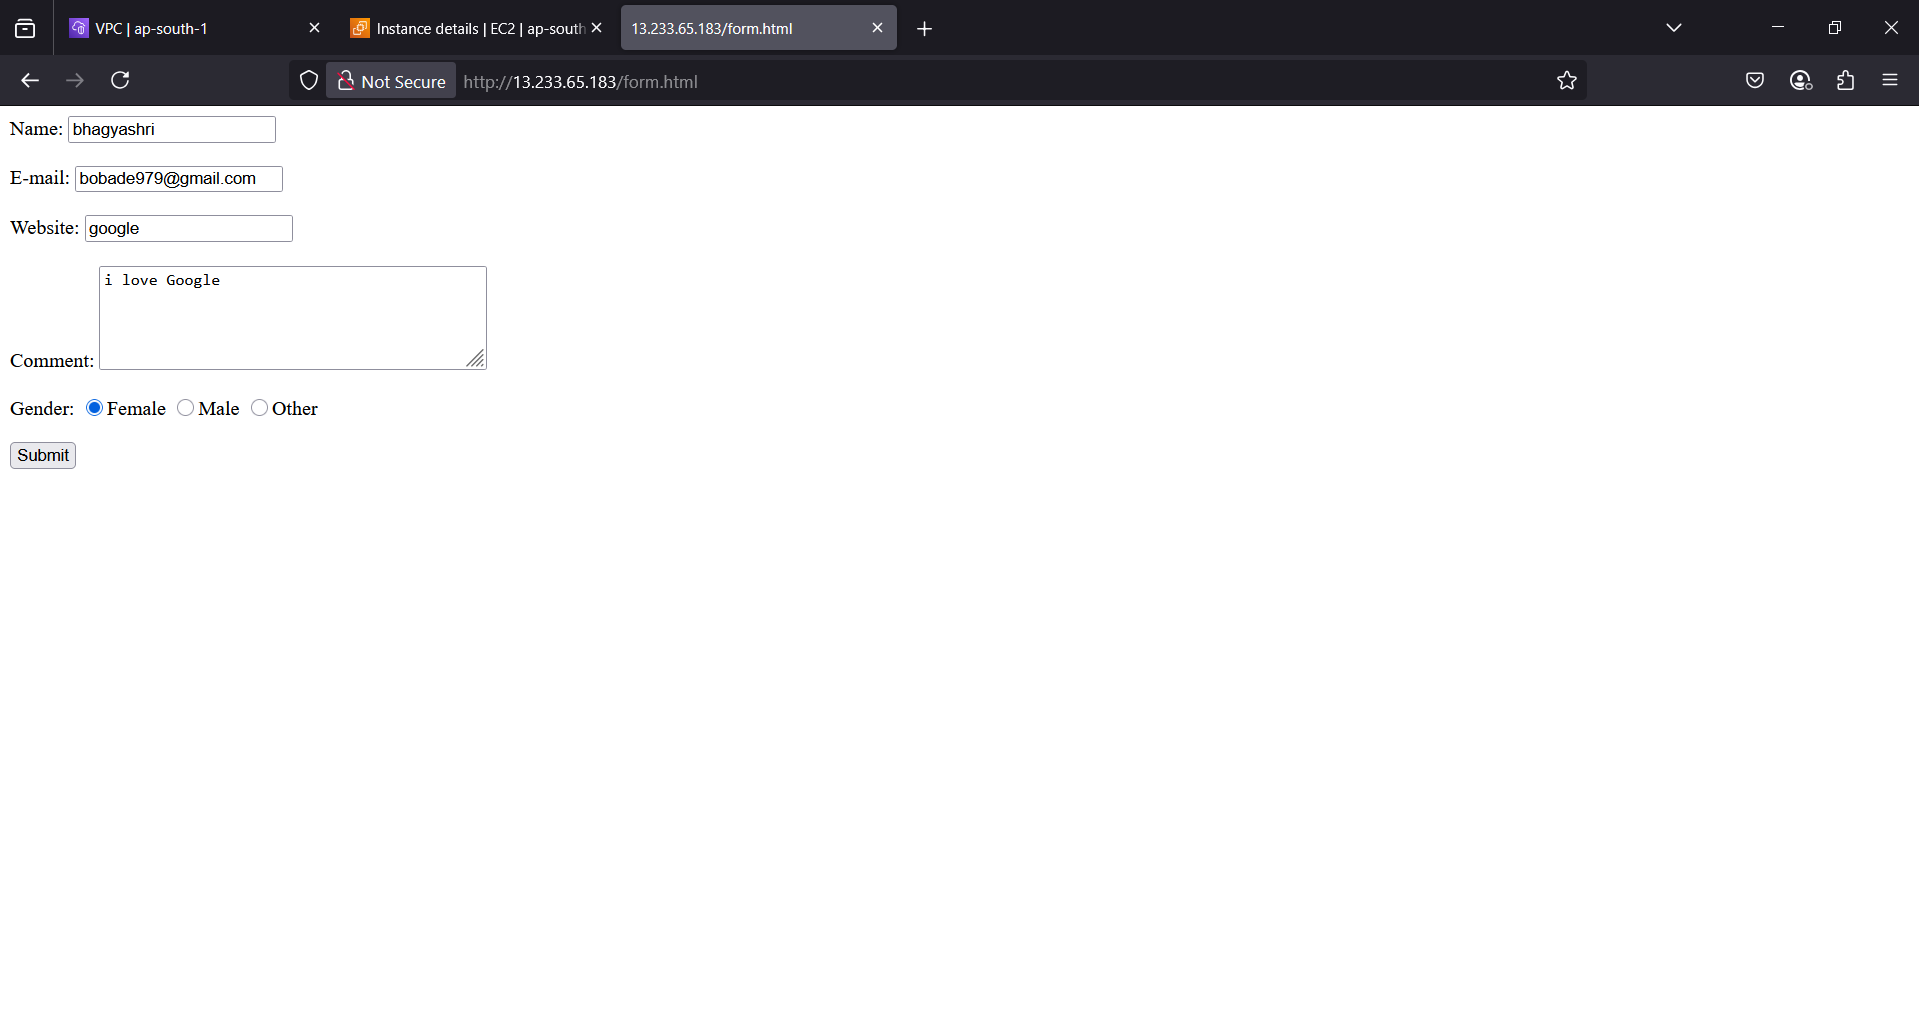 VPC | ap-south-1
Instance details | EC2 | ap-south
13.233.65.183/form.html
Not Secure http://13.233.65.183/form.html
Name: bhagyashri
E-mail: bobade979@gmail.com
Website: google
i love Google
Comment:
Gender: Female Male Other
Submit